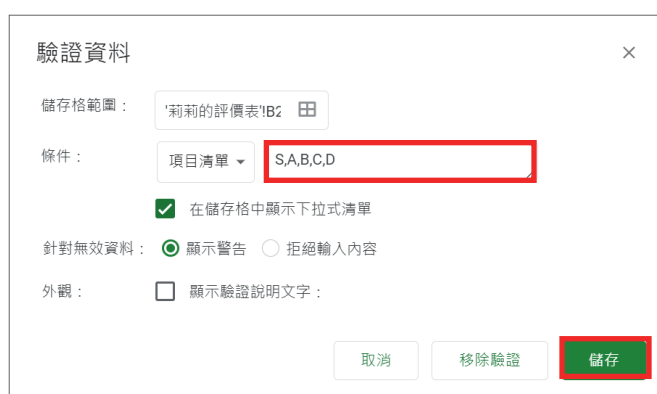 驗證資料
儲存格範圍： '莉莉的評價表'!B2
條件： 項目清單 S,A,B,C,D
在儲存格中顯示下拉式清單
針對無效資料： 顯示警告 拒絕輸入內容
外觀： 顯示驗證說明文字：
取消 移除驗證 儲存